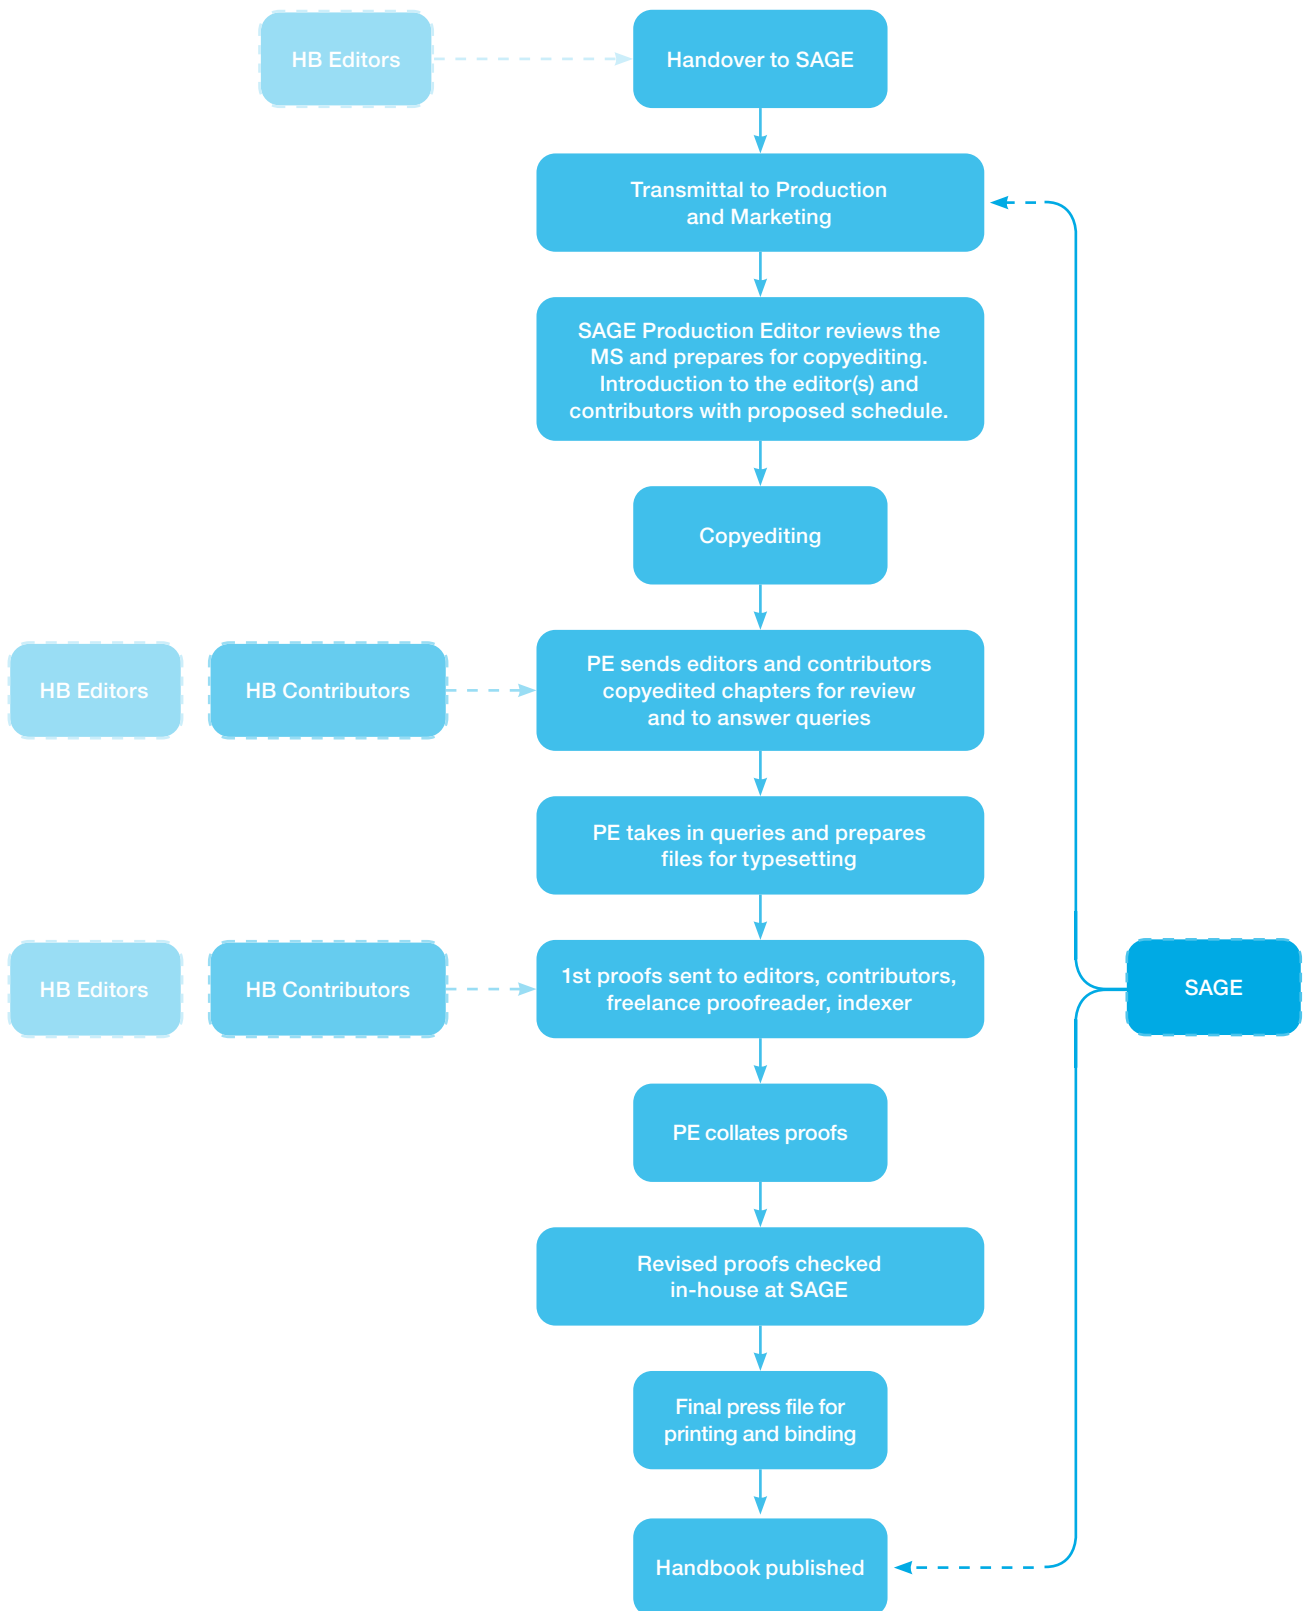 HB Editors
Handover to SAGE
Transmittal to Production
and Marketing
SAGE Production Editor reviews the
MS and prepares for copyediting.
Introduction to the editor(s) and
contributors with proposed schedule.
Copyediting
HB Editors
HB Contributors
PE sends editors and contributors
copyedited chapters for review
and to answer queries
PE takes in queries and prepares
files for typesetting
HB Editors
HB Contributors
1st proofs sent to editors, contributors,
freelance proofreader, indexer
SAGE
PE collates proofs
Revised proofs checked
in-house at SAGE
Final press file for
printing and binding
Handbook published